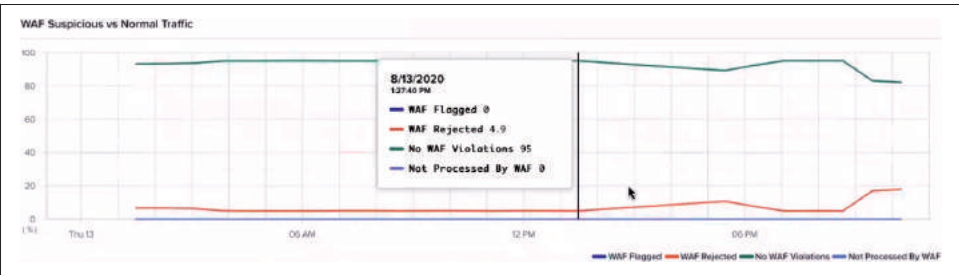 WAF Suspicious vs Normal Traffic
100
80
60
40
20
0
(%)
8/13/2020
1:27:40 PM
WAF Flagged 0
WAF Rejected 4.9
No WAF Violations 95
Not Processed By WAF 0
Thu 13 06 AM 12 PM 06 PM
WAF Flagged WAF Rejected No WAF Violations Not Processed By WAF